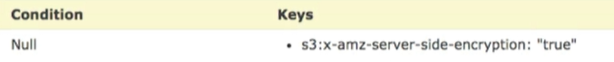 Condition Keys
Null • s3:x-amz-server-side-encryption: "true"